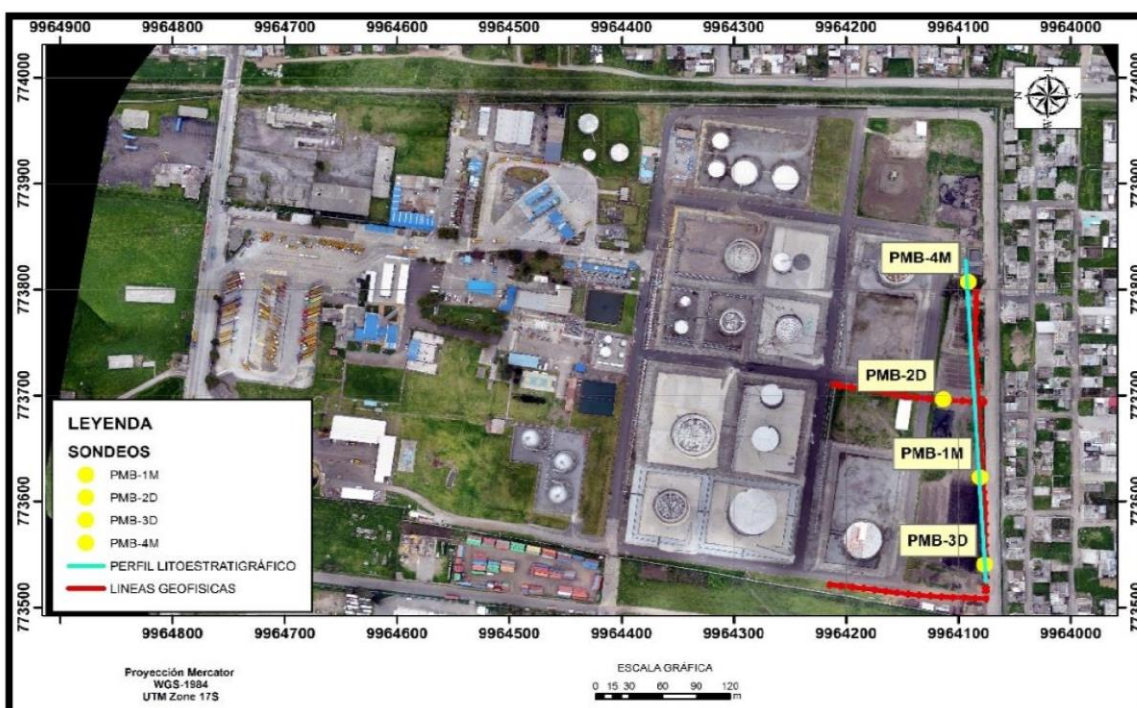 9964900 9964800 9964700 9964600 9964500 9964400 9964300 9964200 9964100 9964000
774000
773900
773800
773700
773600
773500
774000
773900
773800
773700
773600
773500
N
S
W
PMB-4M
PMB-2D
PMB-1M
PMB-3D
LEYENDA
SONDEOS
PMB-1M
PMB-2D
PMB-3D
PMB-4M
PERFIL LITOESTRATIGRÁFICO
LINEAS GEOFISICAS
9964800 9964700 9964600 9964500 9964400 9964300 9964200 9964100 9964000
Proyección Mercator
WGS-1984
UTM Zone 17S
ESCALA GRÁFICA
0 15 30 60 90 120
m